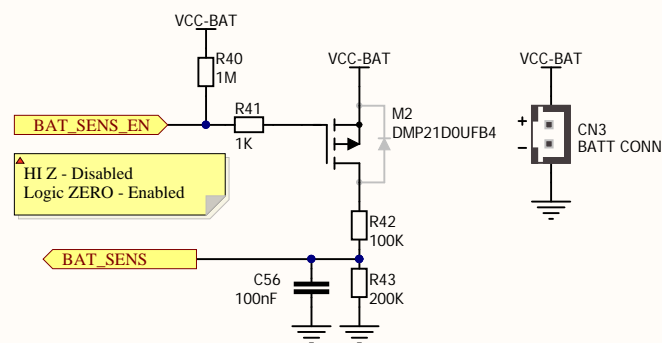 VCC-BAT
R40
1M
VCC-BAT
VCC-BAT
BAT_SENS_EN
R41
1K
M2
DMP21D0UFB4
+
-
CN3
BATT CONN
HI Z - Disabled
Logic ZERO - Enabled
R42
100K
BAT_SENS
C56
100nF
R43
200K